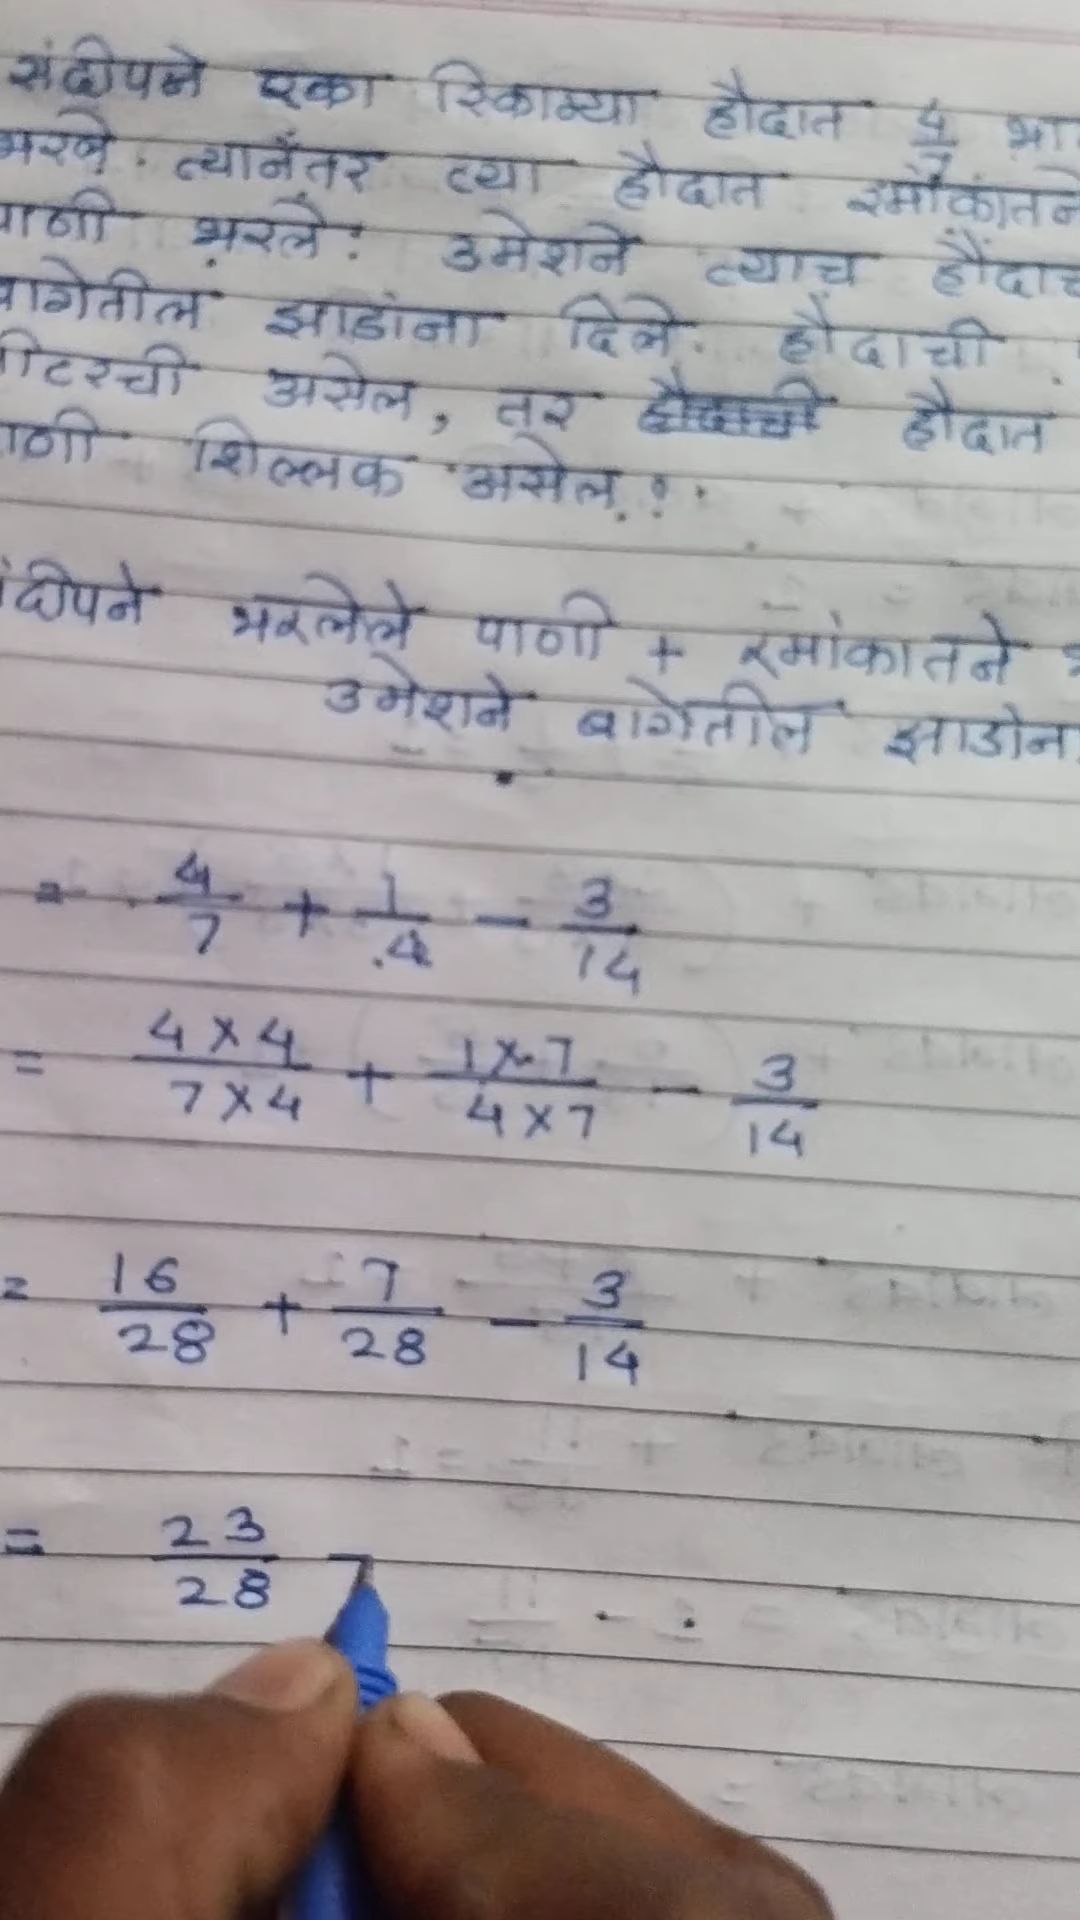 संदीपने एका रिकाम्या हौदात 4/7
भरले. त्यानंतर त्या हौदात रमाकांतने
पाणी भरले. उमेशने त्याच हौदाच
बागेतील झाडांना दिले. हौदाची
लीटरची असेल, तर हौदात
पाणी शिल्लक असेल?
संदीपने भरलेले पाणी + रमांकातने
उमेशने बागेतील झाडांन
= 4/7 + 1/4 - 3/14
= 4×4/7×4 + 1×7/4×7 - 3/14
= 16/28 + 7/28 - 3/14
= 23/28 -